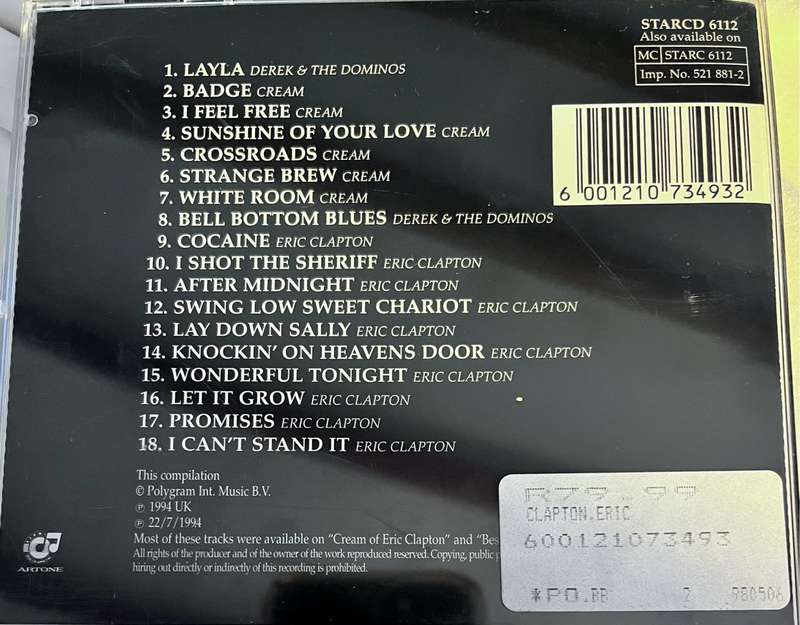 STARCD 6112
Also available on
MC STARC 6112
Imp. No. 521 881-2
1. LAYLA DEREK & THE DOMINOS
2. BADGE CREAM
3. I FEEL FREE CREAM
4. SUNSHINE OF YOUR LOVE CREAM
5. CROSSROADS CREAM
6. STRANGE BREW CREAM
7. WHITE ROOM CREAM
8. BELL BOTTOM BLUES DEREK & THE DOMINOS
9. COCAINE ERIC CLAPTON
10. I SHOT THE SHERIFF ERIC CLAPTON
11. AFTER MIDNIGHT ERIC CLAPTON
12. SWING LOW SWEET CHARIOT ERIC CLAPTON
13. LAY DOWN SALLY ERIC CLAPTON
14. KNOCKIN' ON HEAVENS DOOR ERIC CLAPTON
15. WONDERFUL TONIGHT ERIC CLAPTON
16. LET IT GROW ERIC CLAPTON
17. PROMISES ERIC CLAPTON
18. I CAN'T STAND IT ERIC CLAPTON
6 001210 734932
This compilation
© Polygram Int. Music B.V.
℗ 1994 UK
℗ 22/7/1994
Most of these tracks were available on "Cream of Eric Clapton" and "Bes
All rights of the producer and of the owner of the work reproduced reserved. Copying, public p
hiring out directly or indirectly of this recording is prohibited.
ARTONE
R79.99
CLAPTON.ERIC
600121073493
*PO.BB 2 980506